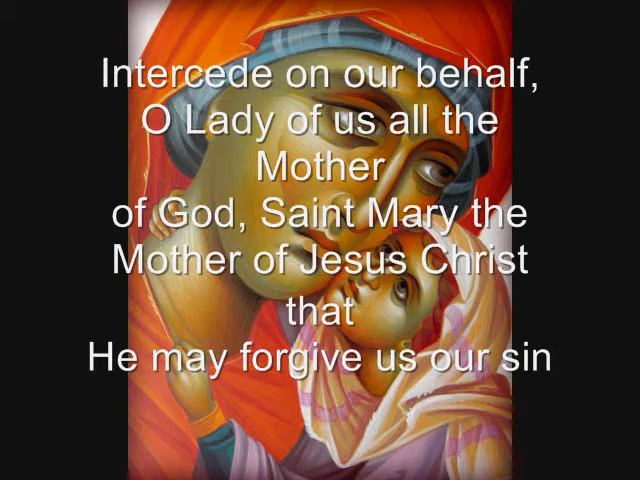 Intercede on our behalf,
O Lady of us all the
Mother
of God, Saint Mary the
Mother of Jesus Christ
that
He may forgive us our sin